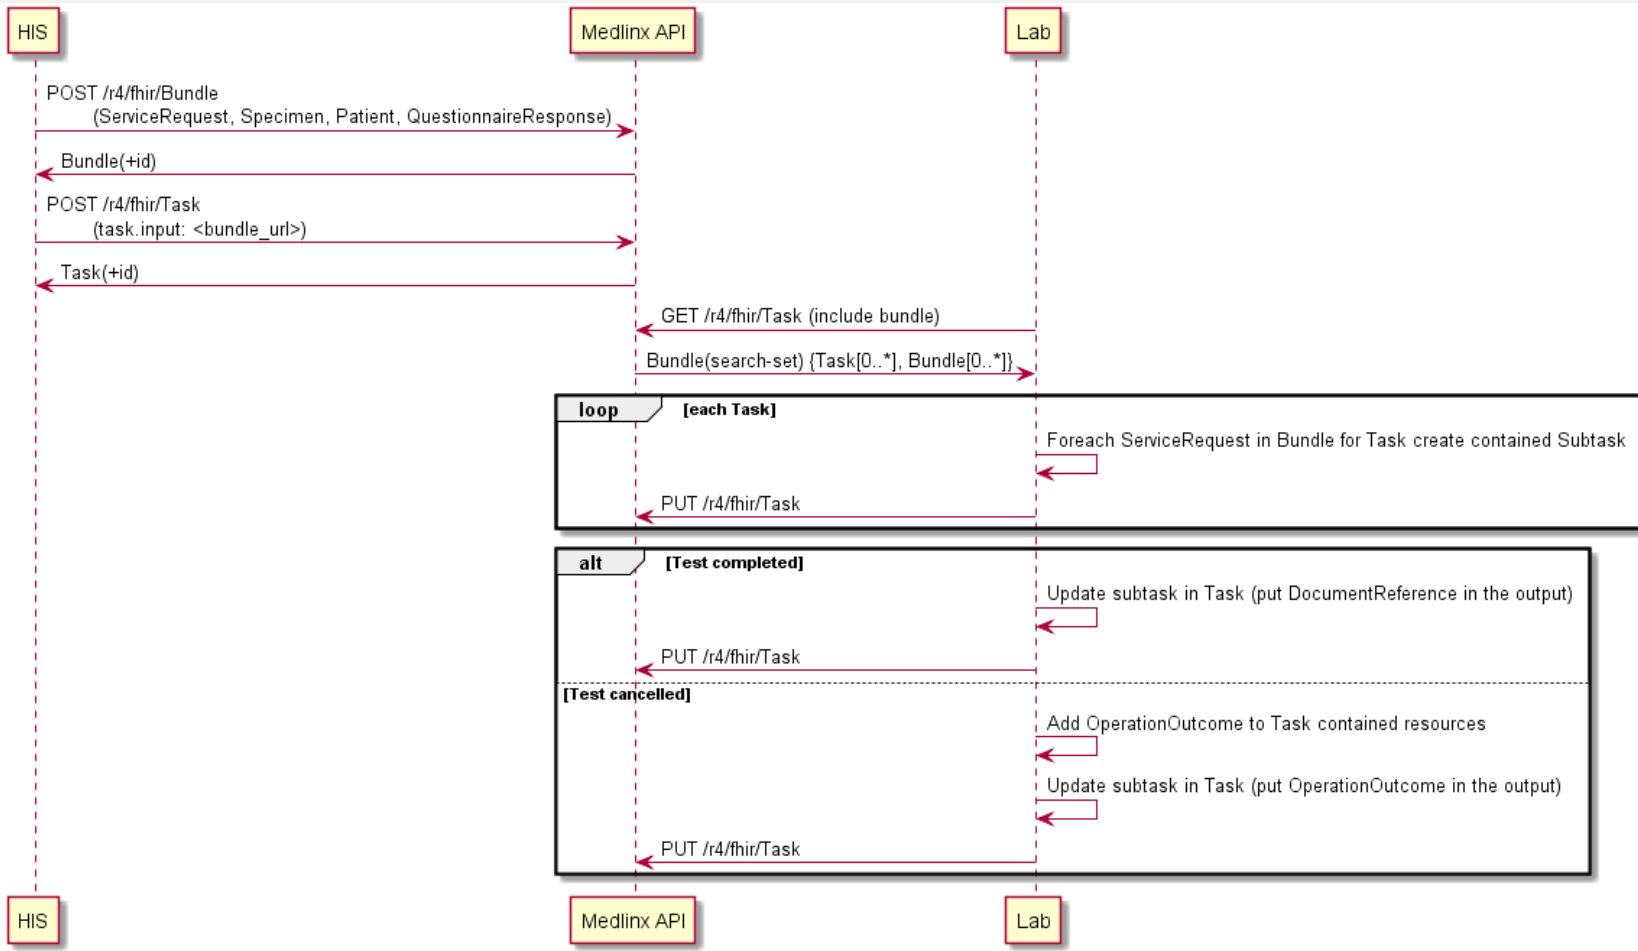 HIS
Medlinx API
Lab
POST /r4/fhir/Bundle
(ServiceRequest, Specimen, Patient, QuestionnaireResponse)
Bundle(+id)
POST /r4/fhir/Task
(task.input: <bundle_url>)
Task(+id)
GET /r4/fhir/Task (include bundle)
Bundle(search-set) {Task[0..*], Bundle[0..*]}
loop
[each Task]
Foreach ServiceRequest in Bundle for Task create contained Subtask
PUT /r4/fhir/Task
alt
[Test completed]
Update subtask in Task (put DocumentReference in the output)
PUT /r4/fhir/Task
[Test cancelled]
Add OperationOutcome to Task contained resources
Update subtask in Task (put OperationOutcome in the output)
PUT /r4/fhir/Task
HIS
Medlinx API
Lab